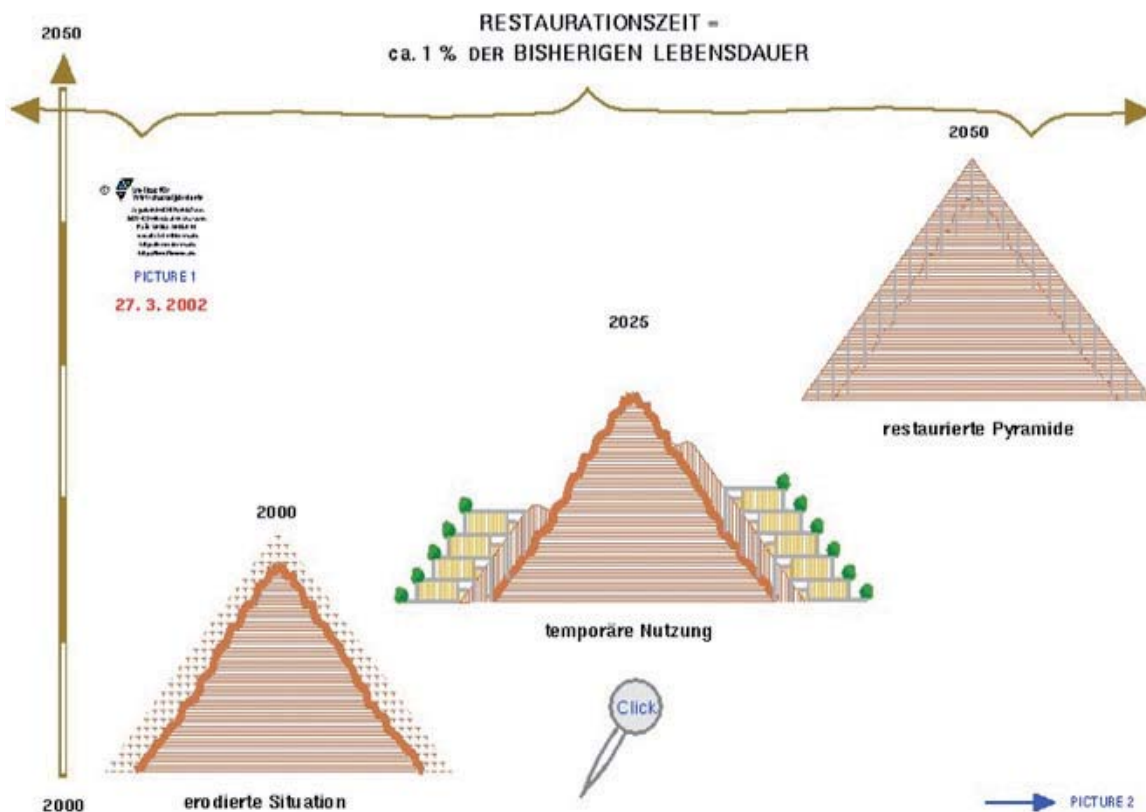 RESTAURATIONSZEIT =
ca. 1 % DER BISHERIGEN LEBENSDAUER
2050
2050
©
PICTURE 1
27. 3. 2002
2025
restaurierte Pyramide
2000
temporäre Nutzung
Click
2000
erodierte Situation
PICTURE 2